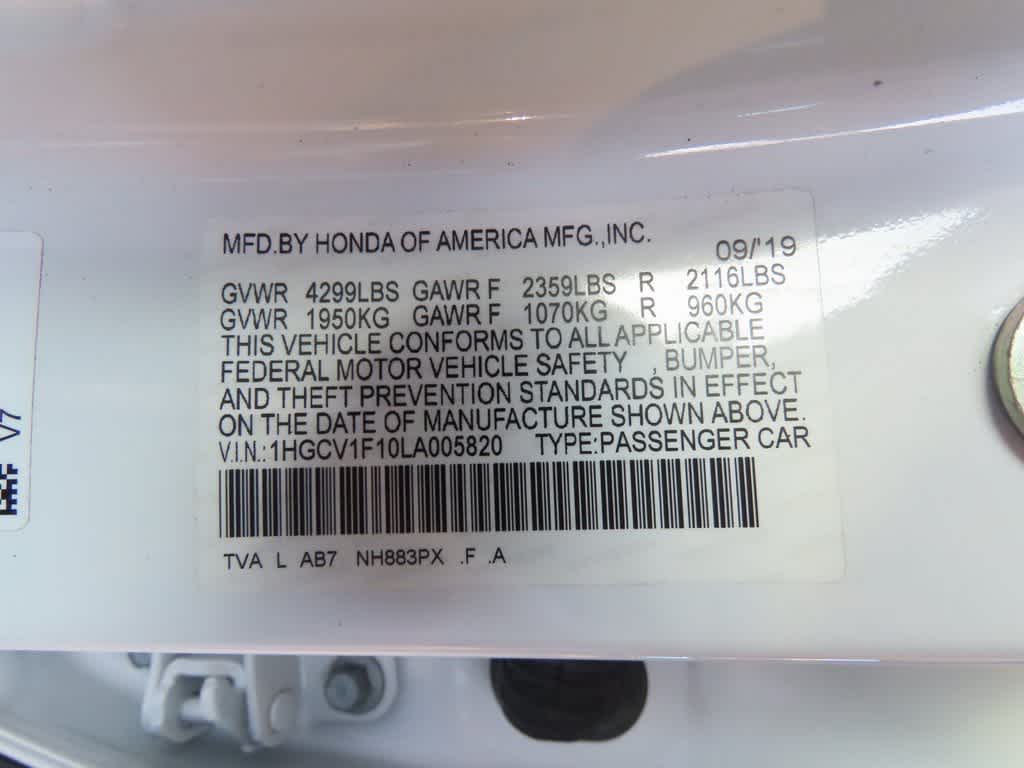 MFD.BY HONDA OF AMERICA MFG.,INC.
09/'19
GVWR 4299LBS GAWR F 2359LBS R 2116LBS
GVWR 1950KG GAWR F 1070KG R 960KG
THIS VEHICLE CONFORMS TO ALL APPLICABLE
FEDERAL MOTOR VEHICLE SAFETY , BUMPER,
AND THEFT PREVENTION STANDARDS IN EFFECT
ON THE DATE OF MANUFACTURE SHOWN ABOVE.
V.I.N.:1HGCV1F10LA005820 TYPE:PASSENGER CAR
TVA L AB7 NH883PX .F .A
V7